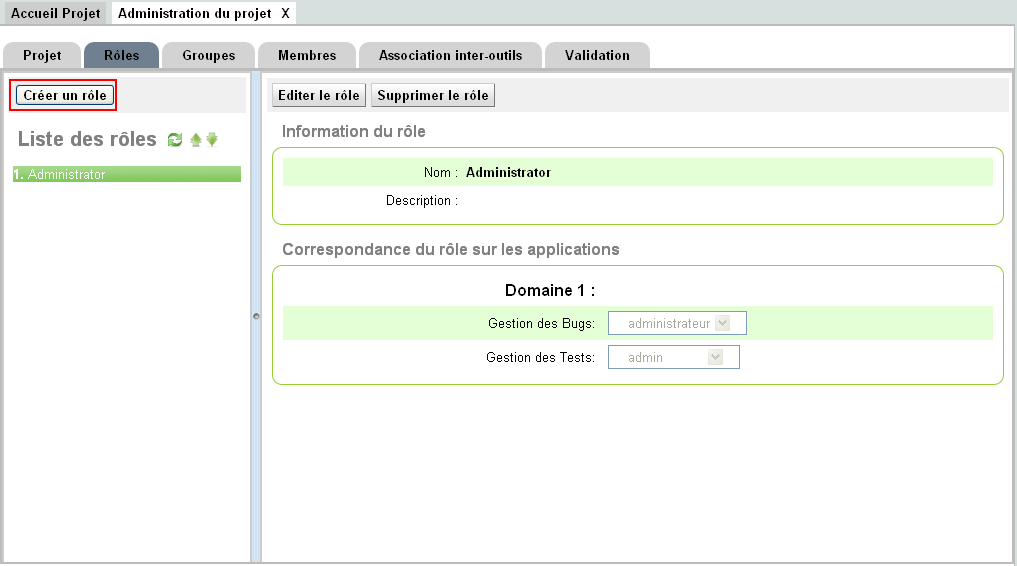 Accueil Projet Administration du projet X
Projet Rôles Groupes Membres Association inter-outils Validation
Créer un rôle
Liste des rôles
1. Administrator
Editer le rôle Supprimer le rôle
Information du rôle
Nom : Administrator
Description :
Correspondance du rôle sur les applications
Domaine 1 :
Gestion des Bugs: administrateur
Gestion des Tests: admin